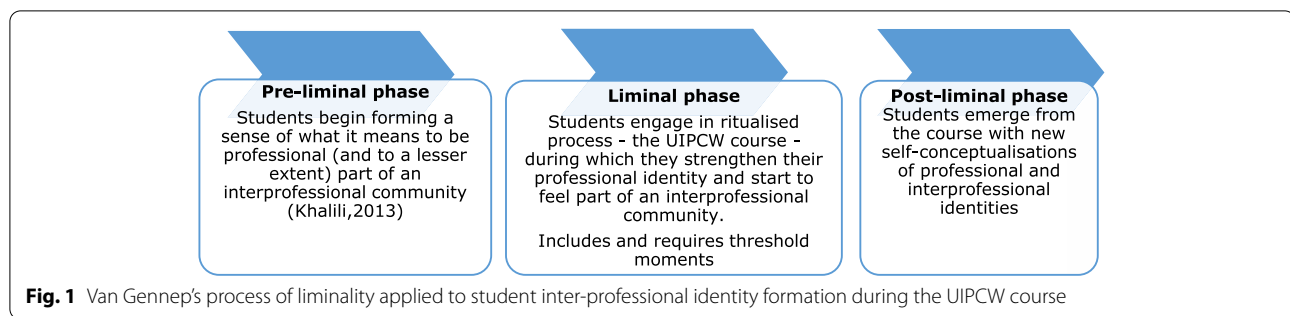 Pre-liminal phase
Students begin forming a
sense of what it means to be
professional (and to a lesser
extent) part of an
interprofessional community
(Khalili,2013)
Liminal phase
Students engage in ritualised
process - the UIPCW course -
during which they strengthen their
professional identity and start to
feel part of an interprofessional
community.
Includes and requires threshold
moments
Post-liminal phase
Students emerge from
the course with new
self-conceptualisations
of professional and
interprofessional
identities
Fig. 1 Van Gennep's process of liminality applied to student inter-professional identity formation during the UIPCW course